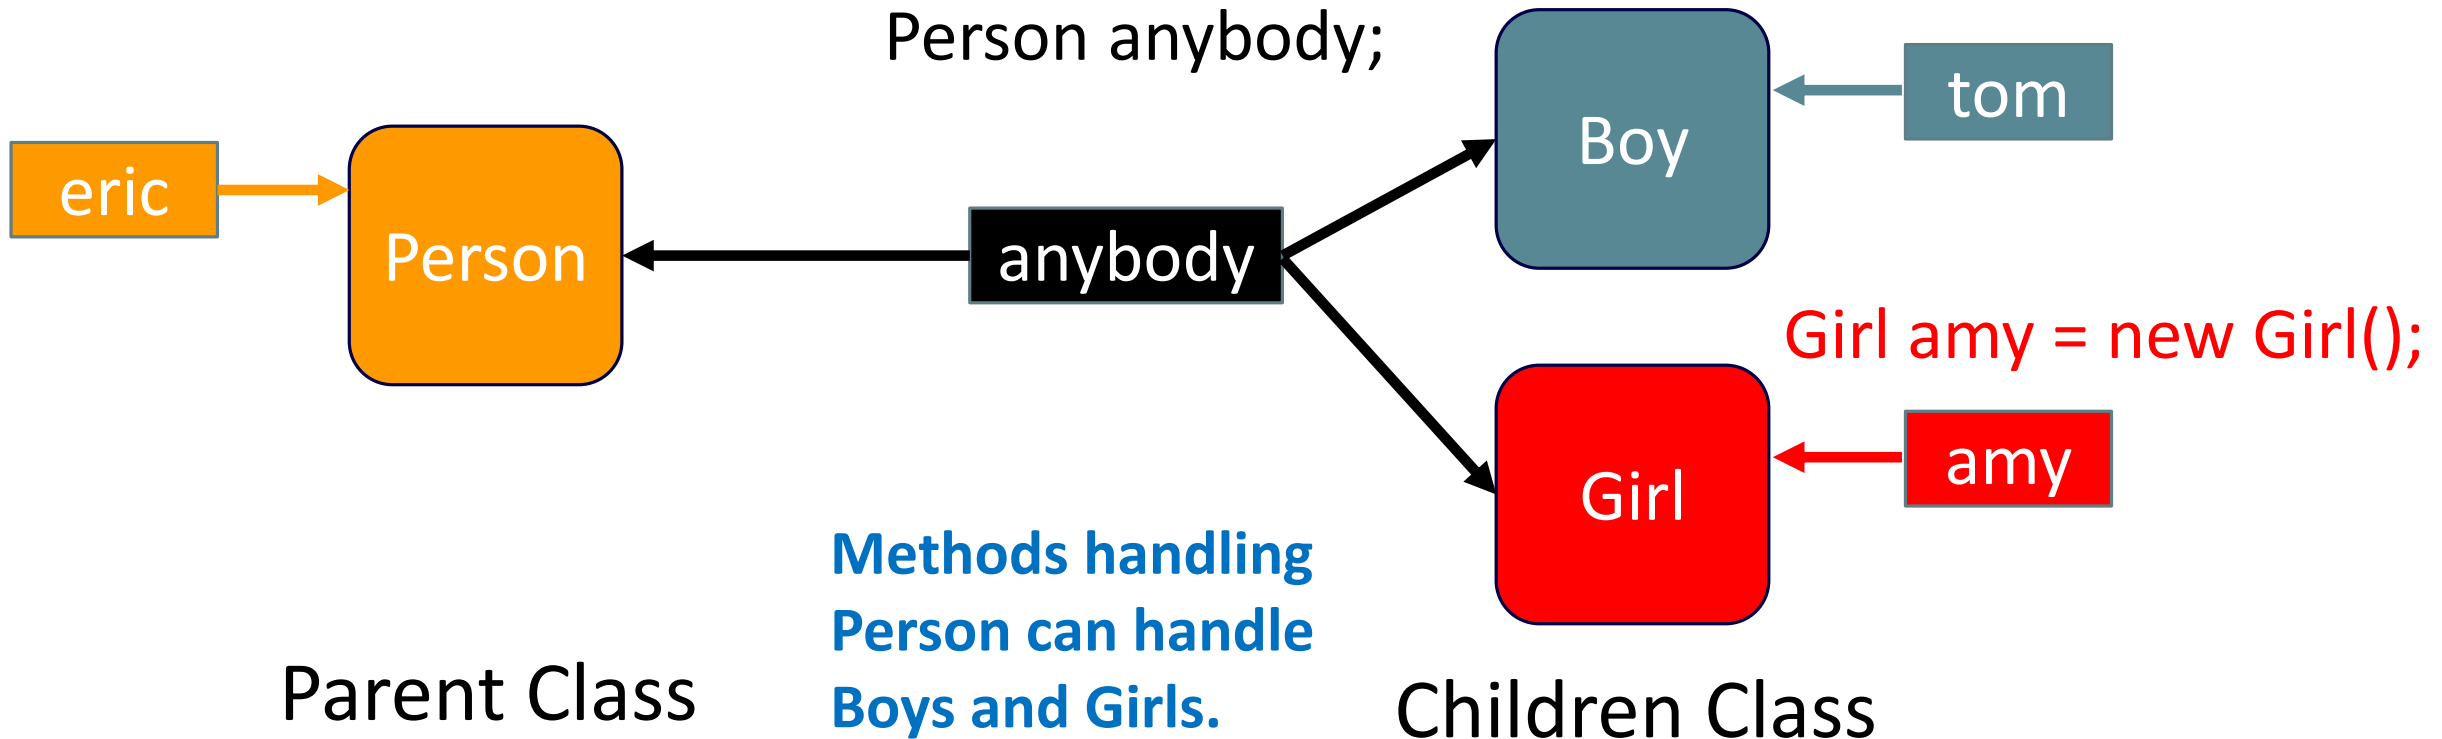 Person anybody;
eric
Person
anybody
Boy
tom
Girl amy = new Girl();
Girl
amy
Methods handling
Person can handle
Boys and Girls.
Parent Class
Children Class